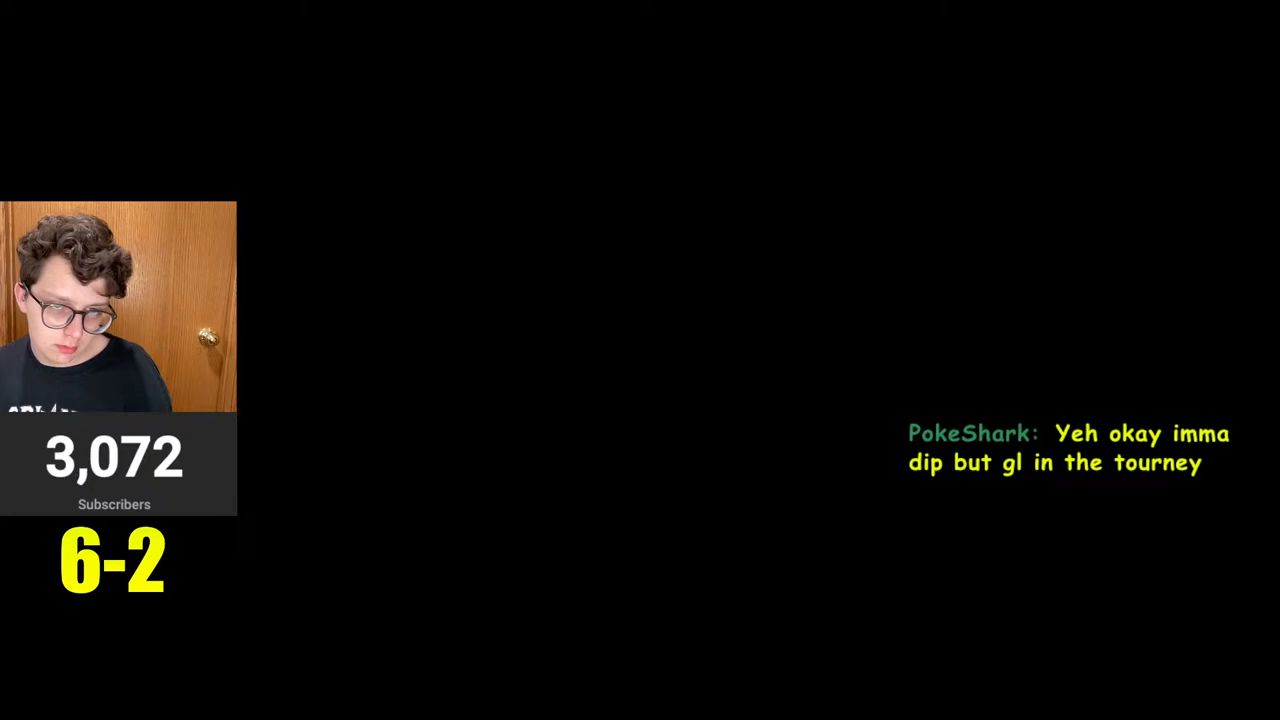 3,072
Subscribers
6-2
PokeShark: Yeh okay imma
dip but gl in the tourney